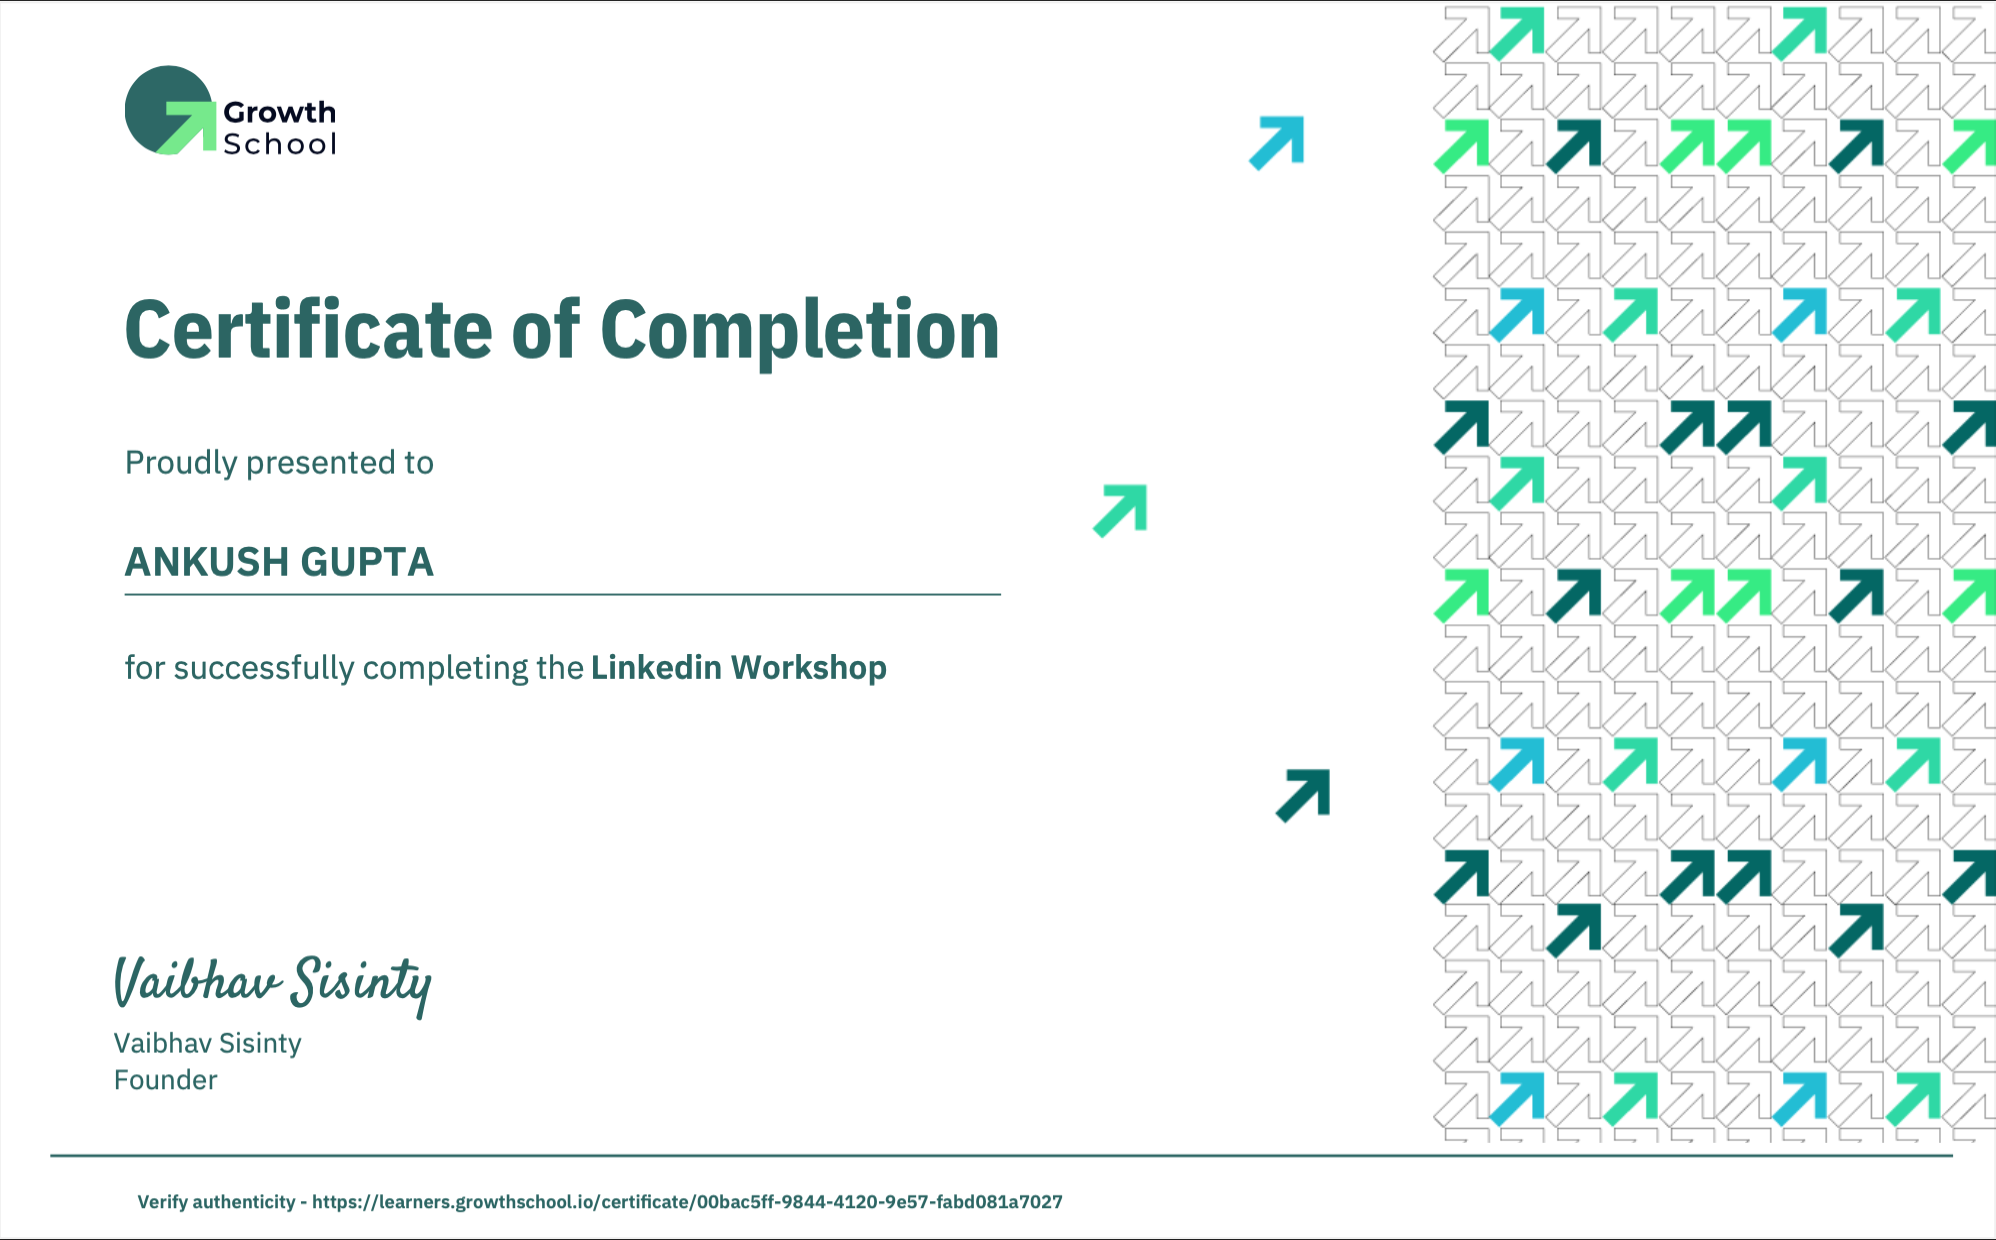 Growth
School
Certificate of Completion
Proudly presented to
ANKUSH GUPTA
for successfully completing the Linkedin Workshop
Vaibhav Sisinty
Vaibhav Sisinty
Founder
Verify authenticity - https://learners.growthschool.io/certificate/00bac5ff-9844-4120-9e57-fabd081a7027